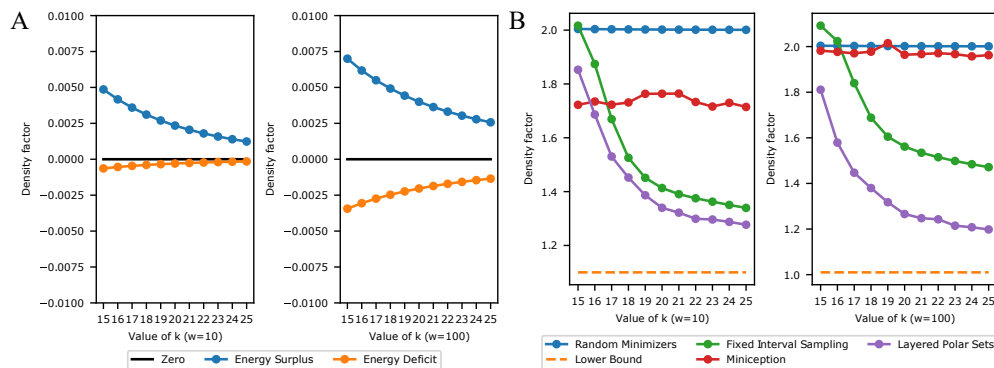 A
B
0.0100
0.0075
0.0050
0.0025
0.0000
−0.0025
−0.0050
−0.0075
−0.0100
Density factor
15 16 17 18 19 20 21 22 23 24 25
Value of k (w=10)
0.0100
0.0075
0.0050
0.0025
0.0000
−0.0025
−0.0050
−0.0075
−0.0100
Density factor
15 16 17 18 19 20 21 22 23 24 25
Value of k (w=100)
Zero
Energy Surplus
Energy Deficit
2.0
1.8
1.6
1.4
1.2
Density factor
15 16 17 18 19 20 21 22 23 24 25
Value of k (w=10)
2.0
1.8
1.6
1.4
1.2
1.0
Density factor
15 16 17 18 19 20 21 22 23 24 25
Value of k (w=100)
Random Minimizers
Fixed Interval Sampling
Layered Polar Sets
Lower Bound
Miniception